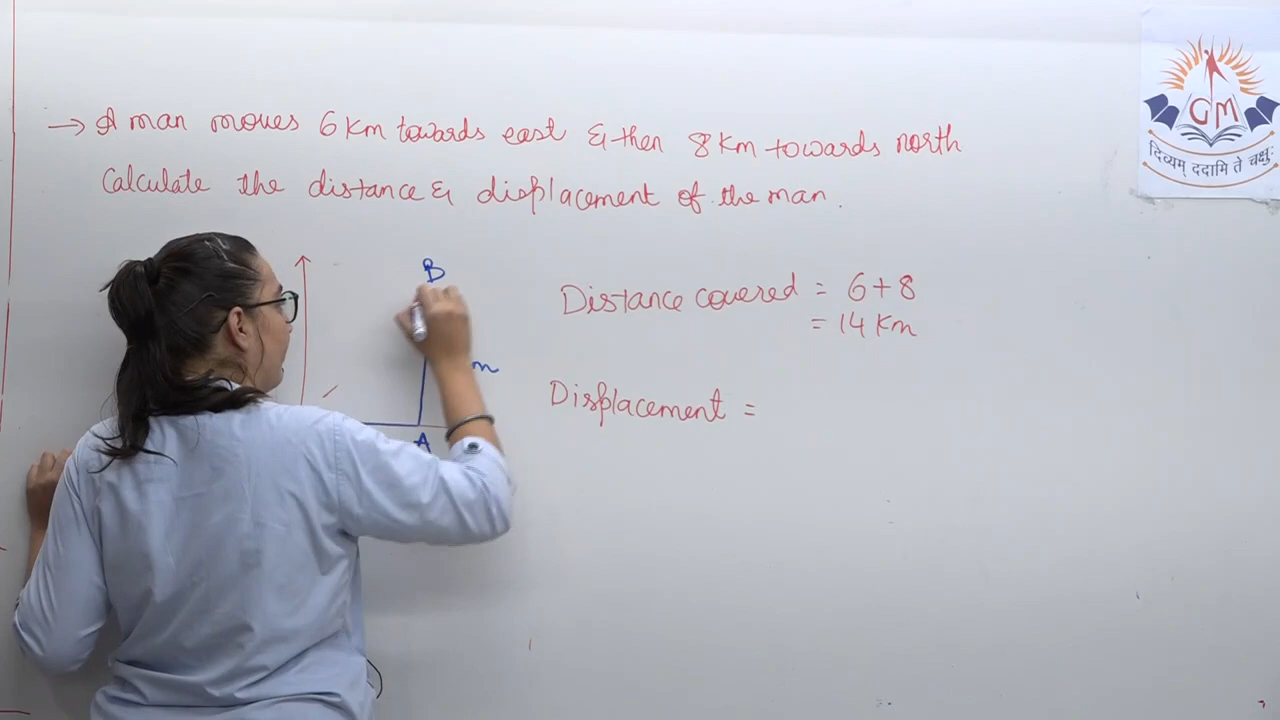 → A man moves 6 Km towards east & then 8 Km towards north
Calculate the distance & displacement of the man.
GM
दिव्यम् ददामि ते चक्षुः
B
A
m
Distance covered = 6+8
= 14 Km
Displacement =